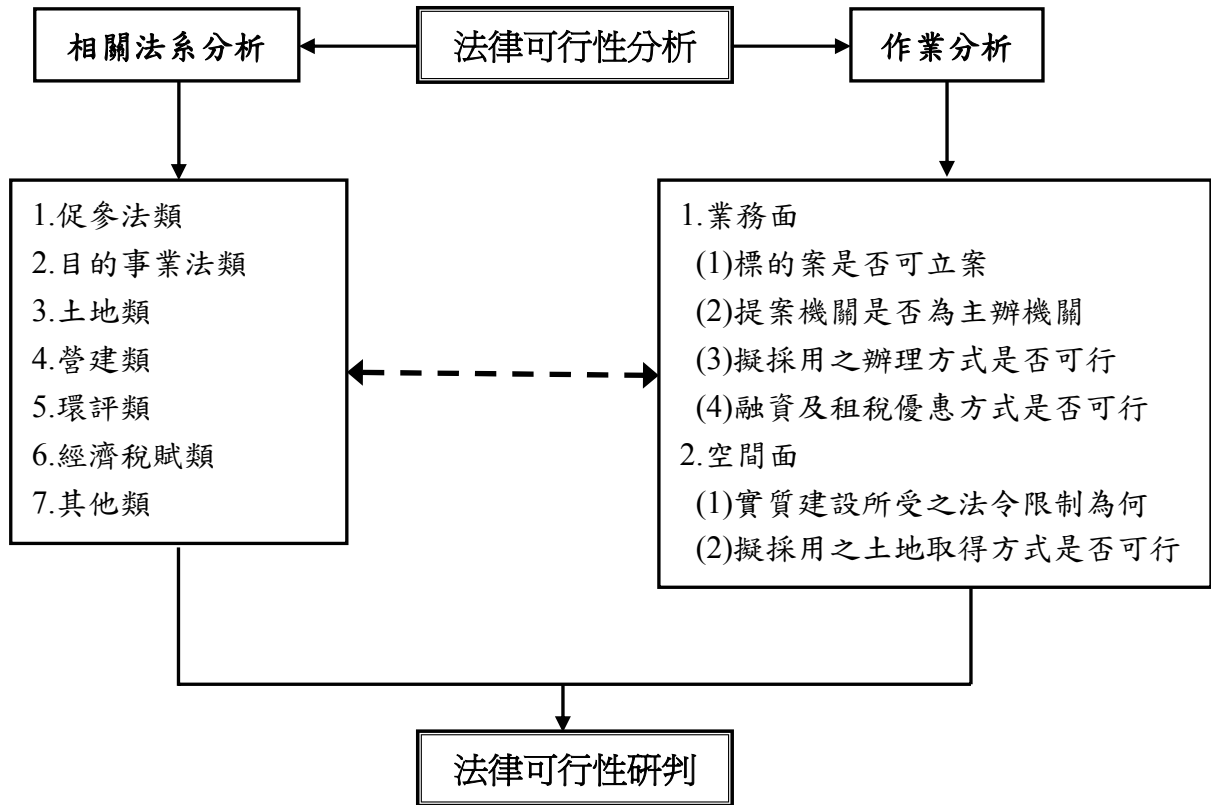 相關法系分析
法律可行性分析
作業分析
1.促參法類
2.目的事業法類
3.土地類
4.營建類
5.環評類
6.經濟稅賦類
7.其他類
1.業務面
(1)標的案是否可立案
(2)提案機關是否為主辦機關
(3)擬採用之辦理方式是否可行
(4)融資及租稅優惠方式是否可行
2.空間面
(1)實質建設所受之法令限制為何
(2)擬採用之土地取得方式是否可行
法律可行性研判